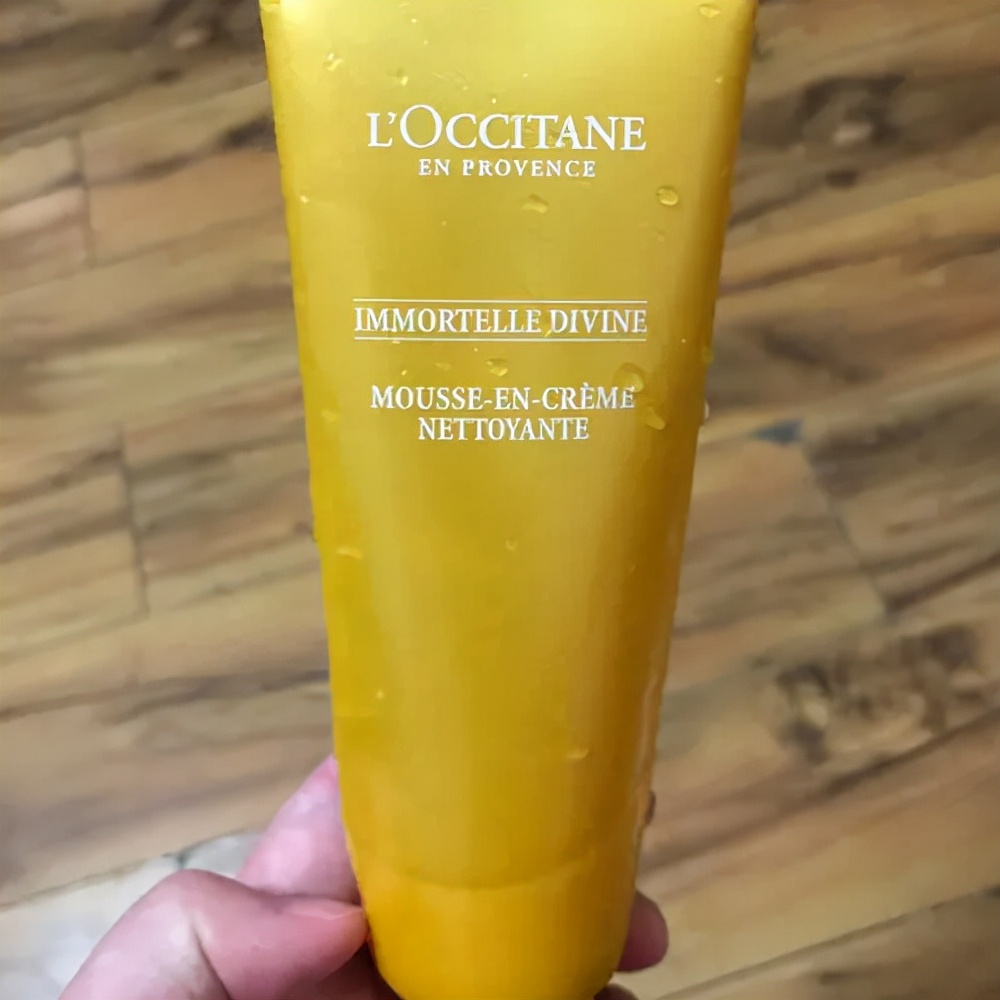 L'OCCITANE
EN PROVENCE
IMMORTELLE DIVINE
MOUSSE-EN-CRÈME
NETTOYANTE